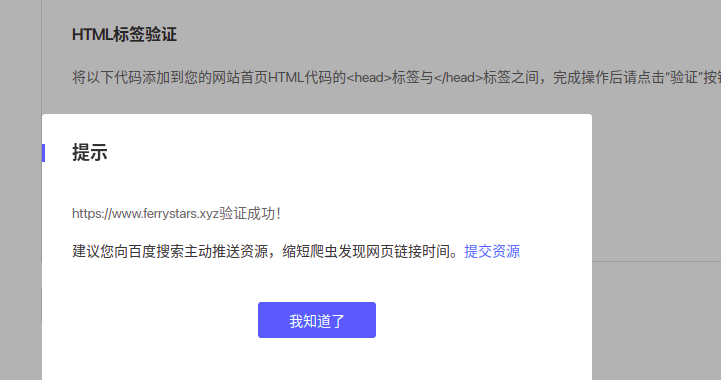 HTML标签验证
将以下代码添加到您的网站首页HTML代码的<head>标签与</head>标签之间，完成操作后请点击“验证”按
提示
https://www.ferrystars.xyz验证成功！
建议您向百度搜索主动推送资源，缩短爬虫发现网页链接时间。提交资源
我知道了